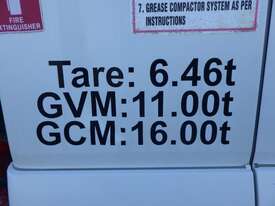 FIRE
EXTINGUISHER
7. GREASE COMPACTOR SYSTEM AS PER
INSTRUCTIONS
Tare: 6.46t
GVM:11.00t
GCM:16.00t